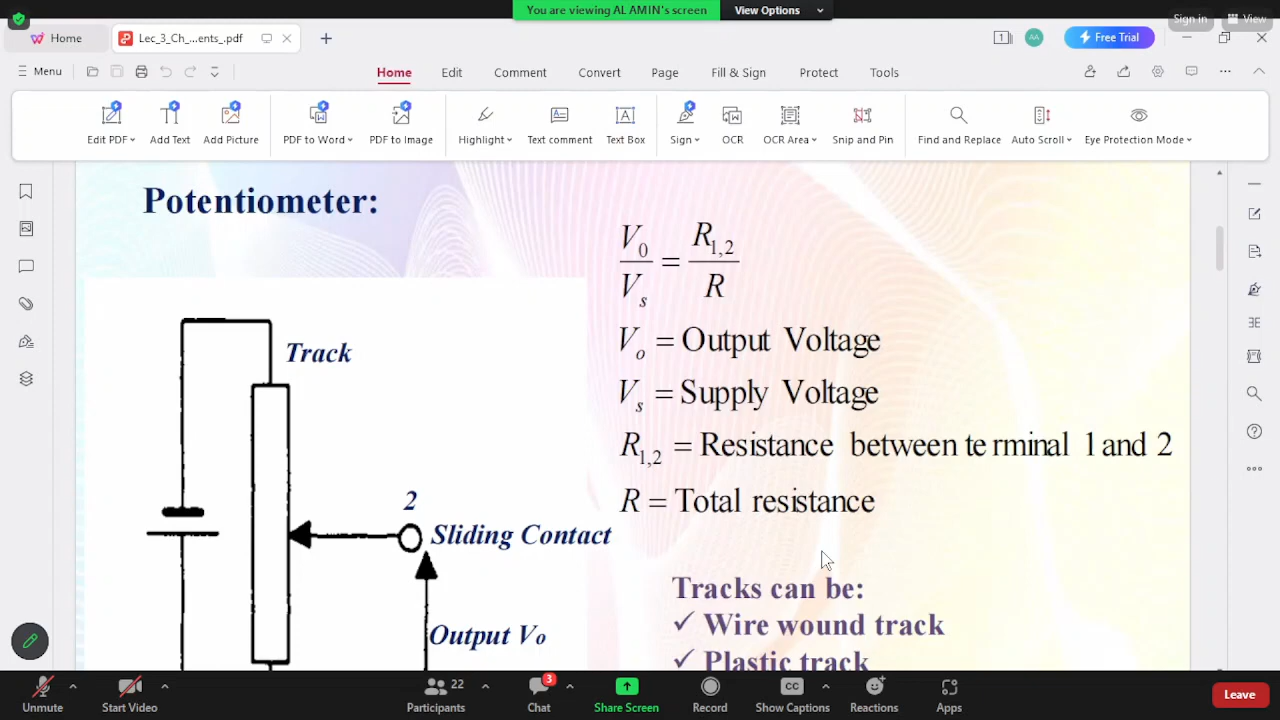 You are viewing AL AMIN's screen
View Options
Sign in
View
Home
Lec_3_Ch_...ents_.pdf
1
AA
Free Trial
Menu
Home
Edit
Comment
Convert
Page
Fill & Sign
Protect
Tools
Edit PDF
Add Text
Add Picture
PDF to Word
PDF to Image
Highlight
Text comment
Text Box
Sign
OCR
OCR Area
Snip and Pin
Find and Replace
Auto Scroll
Eye Protection Mode
Potentiometer:
V0/Vs = R1,2/R
Vo = Output Voltage
Vs = Supply Voltage
R1,2 = Resistance between te rminal 1 and 2
R = Total resistance
Track
2
Sliding Contact
Output Vo
Tracks can be:
✓ Wire wound track
✓ Plastic track
Unmute
Start Video
22
Participants
3
Chat
Share Screen
Record
CC
Show Captions
Reactions
Apps
Leave